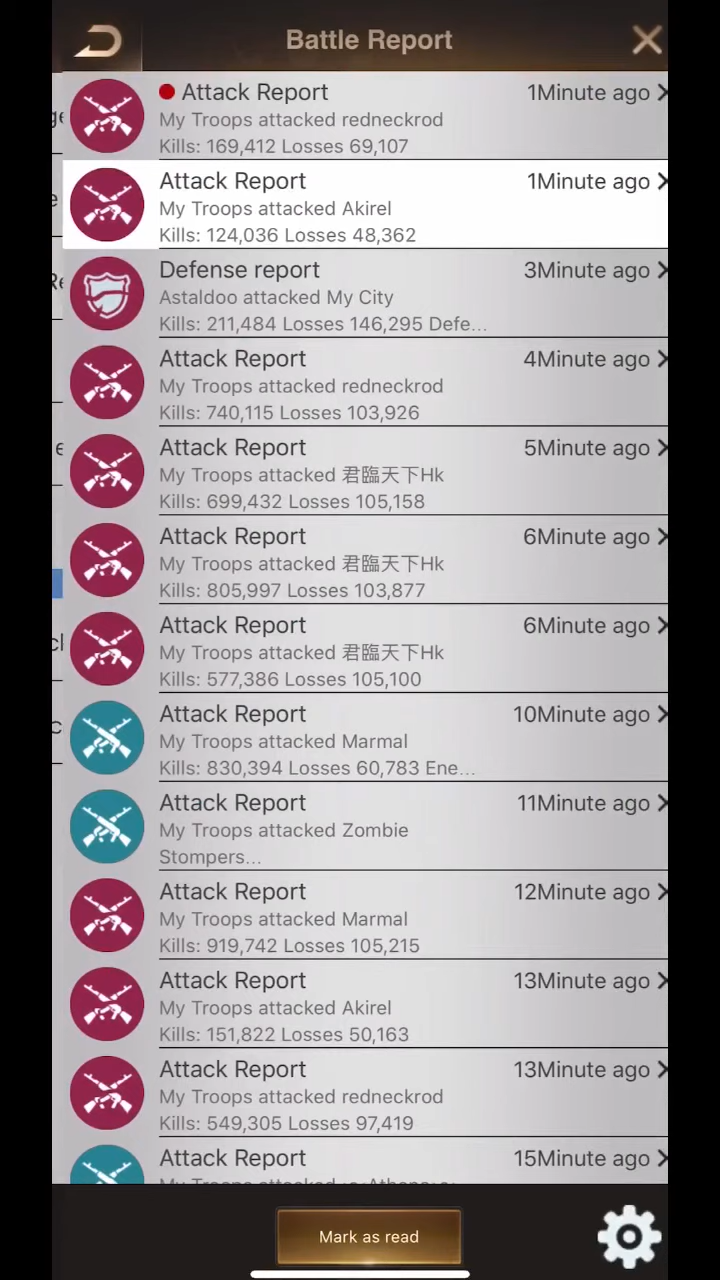 Battle Report
Attack Report 1Minute ago
My Troops attacked redneckrod
Kills: 169,412 Losses 69,107
Attack Report 1Minute ago
My Troops attacked Akirel
Kills: 124,036 Losses 48,362
Defense report 3Minute ago
Astaldoo attacked My City
Kills: 211,484 Losses 146,295 Defe...
Attack Report 4Minute ago
My Troops attacked redneckrod
Kills: 740,115 Losses 103,926
Attack Report 5Minute ago
My Troops attacked 君臨天下Hk
Kills: 699,432 Losses 105,158
Attack Report 6Minute ago
My Troops attacked 君臨天下Hk
Kills: 805,997 Losses 103,877
Attack Report 6Minute ago
My Troops attacked 君臨天下Hk
Kills: 577,386 Losses 105,100
Attack Report 10Minute ago
My Troops attacked Marmal
Kills: 830,394 Losses 60,783 Ene...
Attack Report 11Minute ago
My Troops attacked Zombie
Stompers...
Attack Report 12Minute ago
My Troops attacked Marmal
Kills: 919,742 Losses 105,215
Attack Report 13Minute ago
My Troops attacked Akirel
Kills: 151,822 Losses 50,163
Attack Report 13Minute ago
My Troops attacked redneckrod
Kills: 549,305 Losses 97,419
Attack Report 15Minute ago
My Troops attacked
Mark as read